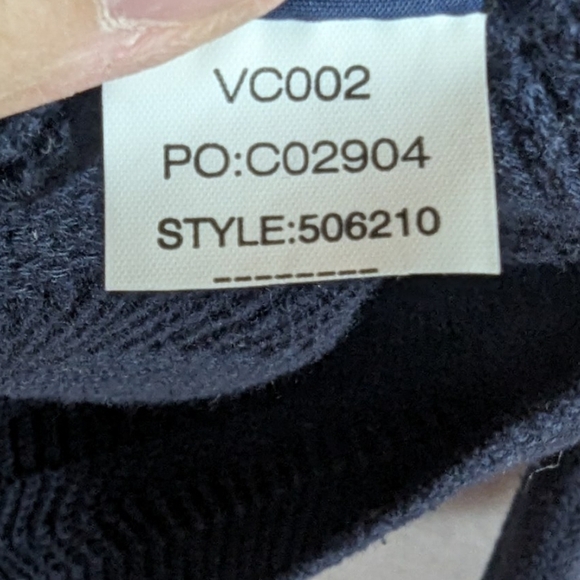 VC002
PO:C02904
STYLE:506210
--------